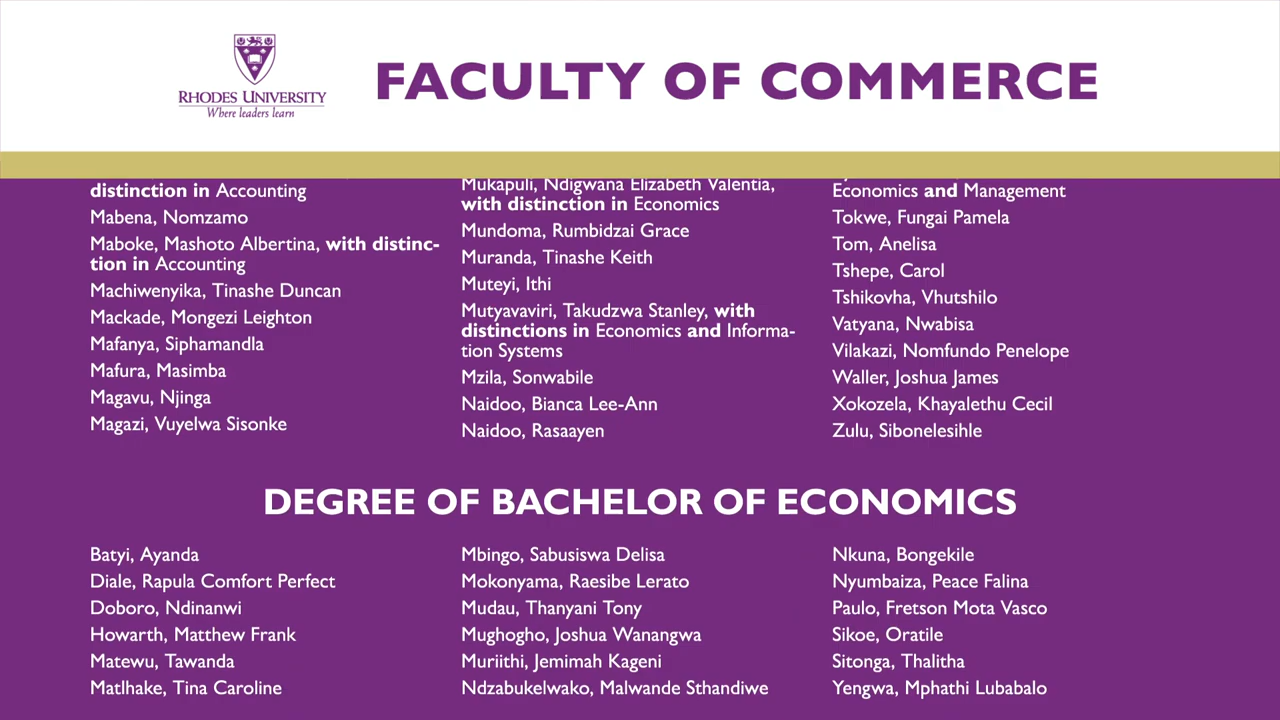 RHODES UNIVERSITY
Where leaders learn
FACULTY OF COMMERCE
distinction in Accounting
Mabena, Nomzamo
Maboke, Mashoto Albertina, with distinc-
tion in Accounting
Machiwenyika, Tinashe Duncan
Mackade, Mongezi Leighton
Mafanya, Siphamandla
Mafura, Masimba
Magavu, Njinga
Magazi, Vuyelwa Sisonke
Mukapuli, Ndigwana Elizabeth Valentia,
with distinction in Economics
Mundoma, Rumbidzai Grace
Muranda, Tinashe Keith
Muteyi, Ithi
Mutyavaviri, Takudzwa Stanley, with
distinctions in Economics and Informa-
tion Systems
Mzila, Sonwabile
Naidoo, Bianca Lee-Ann
Naidoo, Rasaayen
Economics and Management
Tokwe, Fungai Pamela
Tom, Anelisa
Tshepe, Carol
Tshikovha, Vhutshilo
Vatyana, Nwabisa
Vilakazi, Nomfundo Penelope
Waller, Joshua James
Xokozela, Khayalethu Cecil
Zulu, Sibonelesihle
DEGREE OF BACHELOR OF ECONOMICS
Batyi, Ayanda
Diale, Rapula Comfort Perfect
Doboro, Ndinanwi
Howarth, Matthew Frank
Matewu, Tawanda
Matlhake, Tina Caroline
Mbingo, Sabusiswa Delisa
Mokonyama, Raesibe Lerato
Mudau, Thanyani Tony
Mughogho, Joshua Wanangwa
Muriithi, Jemimah Kageni
Ndzabukelwako, Malwande Sthandiwe
Nkuna, Bongekile
Nyumbaiza, Peace Falina
Paulo, Fretson Mota Vasco
Sikoe, Oratile
Sitonga, Thalitha
Yengwa, Mphathi Lubabalo